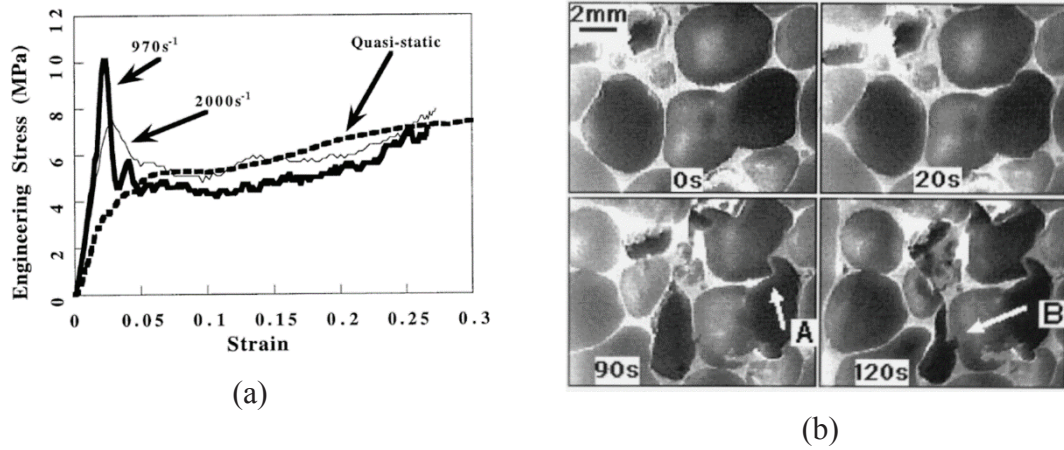 12
10
8
6
4
2
0
Engineering Stress (MPa)
970s⁻¹
2000s⁻¹
Quasi-static
0
0.05
0.1
0.15
0.2
0.25
0.3
Strain
(a)
2mm
0s
20s
A
90s
B
120s
(b)